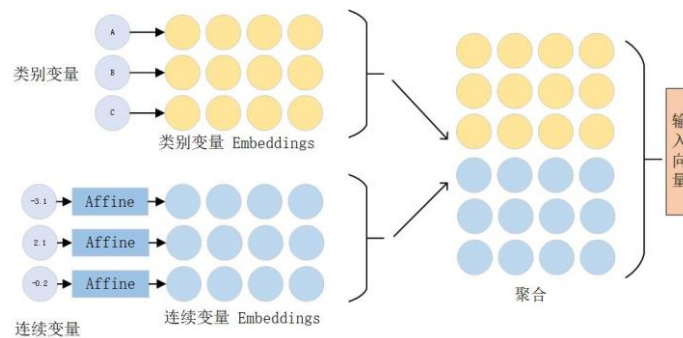 类别变量
A
B
C
类别变量 Embeddings
-3.1
Affine
2.1
Affine
-0.2
Affine
连续变量
连续变量 Embeddings
聚合
输入向量